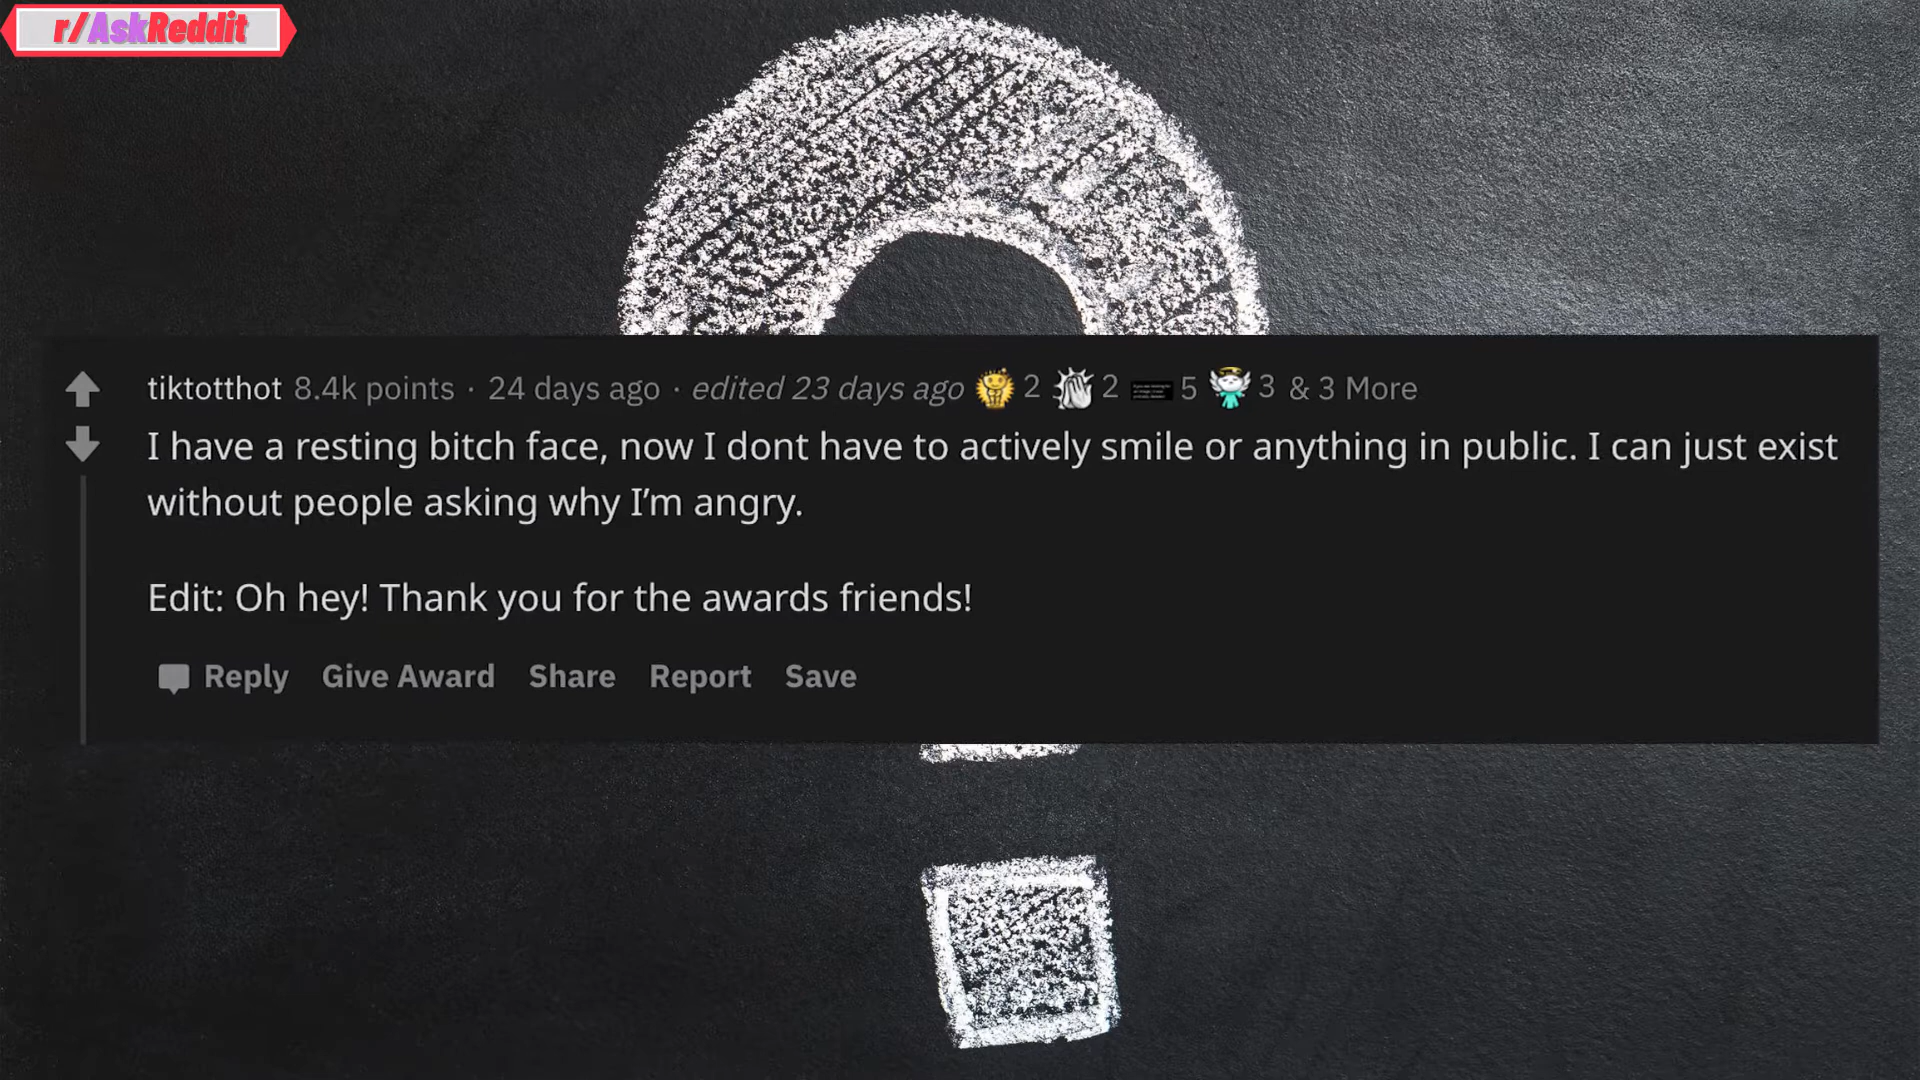 r/AskReddit
tiktotthot 8.4k points · 24 days ago · edited 23 days ago 2 2 5 3 & 3 More
I have a resting bitch face, now I dont have to actively smile or anything in public. I can just exist
without people asking why I’m angry.
Edit: Oh hey! Thank you for the awards friends!
Reply Give Award Share Report Save